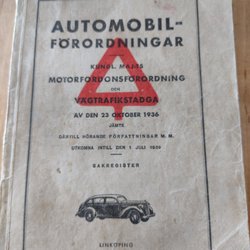 AUTOMOBIL-
FÖRORDNINGAR
KUNGL. MAJ:TS
MOTORFORDONSFÖRORDNING
OCH
VÄGTRAFIKSTADGA
AV DEN 23 OKTOBER 1936
JÄMTE
DÄRTILL HÖRANDE FÖRFATTNINGAR M. M.
UTKOMNA INTILL DEN 1 JULI
SAKREGISTER
LINKÖPING